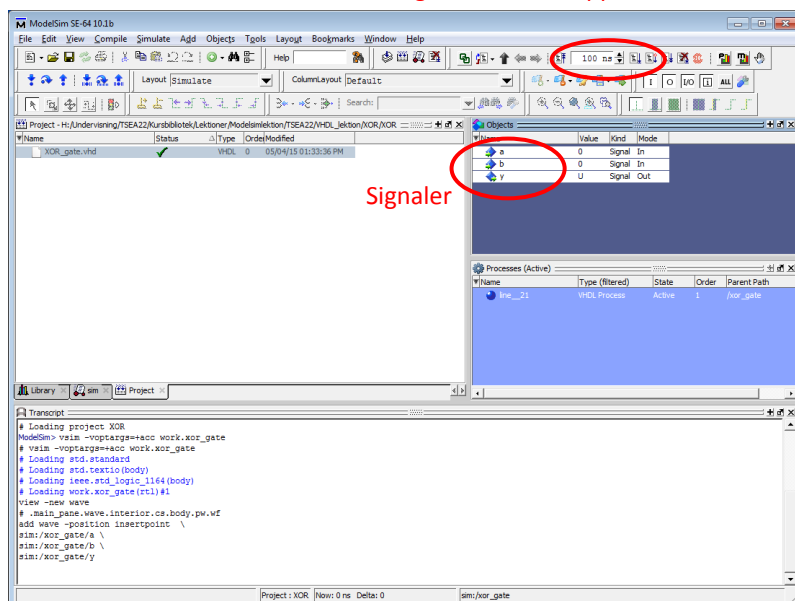 ModelSim SE-64 10.1b
File Edit View Compile Simulate Add Objects Tools Layout Bookmarks Window Help
Help
100 ns
Layout Simulate
ColumnLayout Default
I O I/O ALL
Search:
Project - H:/Undervisning/TSEA22/Kursbibliotek/Lektioner/Modelsimlektion/TSEA22/VHDL_lektion/XOR/XOR
Name Status Type Order Modified
XOR_gate.vhd VHDL 0 05/04/15 01:33:36 PM
Objects
Name Value Kind Mode
a 0 Signal In
b 0 Signal In
y U Signal Out
Signaler
Processes (Active)
Name Type (filtered) State Order Parent Path
line__21 VHDL Process Active 1 /xor_gate
Library sim Project
Transcript
# Loading project XOR
ModelSim> vsim -voptargs=+acc work.xor_gate
# vsim -voptargs=+acc work.xor_gate
# Loading std.standard
# Loading std.textio(body)
# Loading ieee.std_logic_1164(body)
# Loading work.xor_gate(rtl)#1
view -new wave
# .main_pane.wave.interior.cs.body.pw.wf
add wave -position insertpoint \
sim:/xor_gate/a \
sim:/xor_gate/b \
sim:/xor_gate/y
Project : XOR Now: 0 ns Delta: 0 sim:/xor_gate